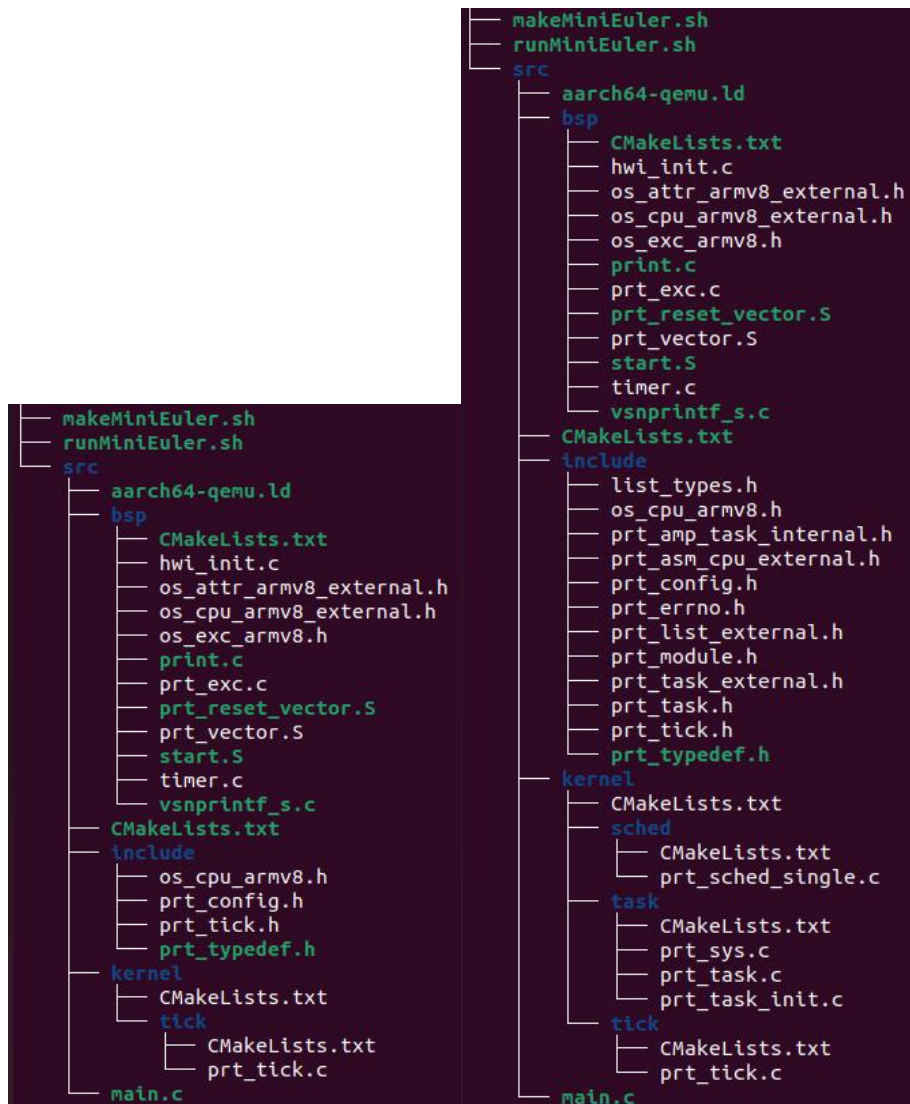 makeMiniEuler.sh
runMiniEuler.sh
src
aarch64-qemu.ld
bsp
CMakeLists.txt
hwi_init.c
os_attr_armv8_external.h
os_cpu_armv8_external.h
os_exc_armv8.h
print.c
prt_exc.c
prt_reset_vector.S
prt_vector.S
start.S
timer.c
vsnprintf_s.c
CMakeLists.txt
include
os_cpu_armv8.h
prt_config.h
prt_tick.h
prt_typedef.h
kernel
CMakeLists.txt
tick
CMakeLists.txt
prt_tick.c
main.c
makeMiniEuler.sh
runMiniEuler.sh
src
aarch64-qemu.ld
bsp
CMakeLists.txt
hwi_init.c
os_attr_armv8_external.h
os_cpu_armv8_external.h
os_exc_armv8.h
print.c
prt_exc.c
prt_reset_vector.S
prt_vector.S
start.S
timer.c
vsnprintf_s.c
CMakeLists.txt
include
list_types.h
os_cpu_armv8.h
prt_amp_task_internal.h
prt_asm_cpu_external.h
prt_config.h
prt_errno.h
prt_list_external.h
prt_module.h
prt_task_external.h
prt_task.h
prt_tick.h
prt_typedef.h
kernel
CMakeLists.txt
sched
CMakeLists.txt
prt_sched_single.c
task
CMakeLists.txt
prt_sys.c
prt_task.c
prt_task_init.c
tick
CMakeLists.txt
prt_tick.c
main.c